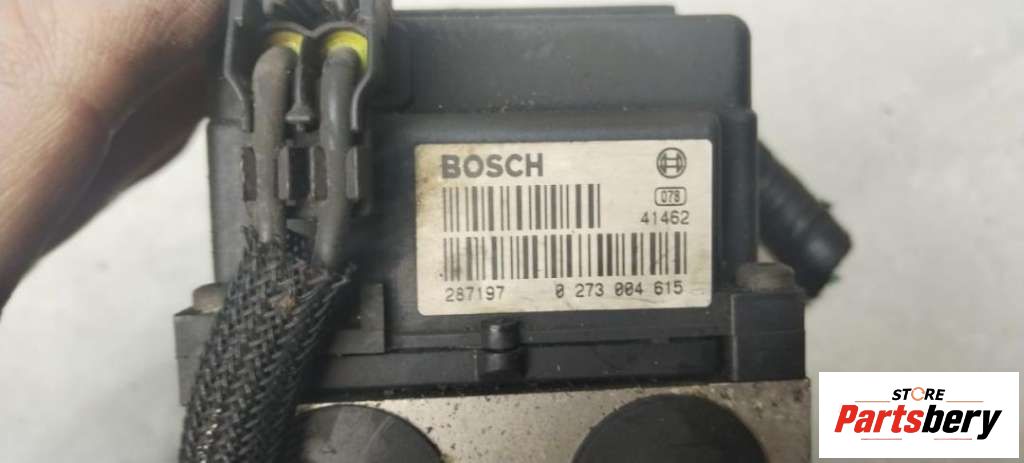 BOSCH
078
41462
287197 0 273 004 615
STORE
Partsbery